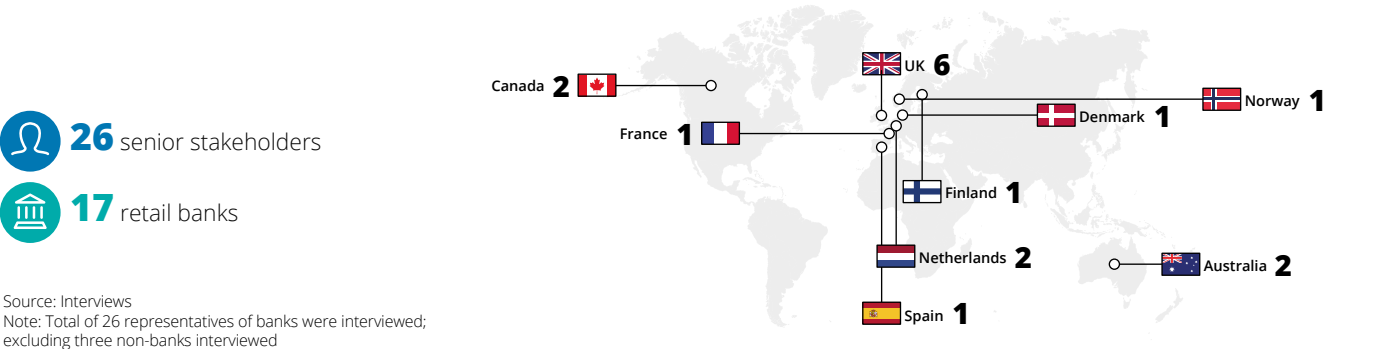 26 senior stakeholders
17 retail banks
Source: Interviews
Note: Total of 26 representatives of banks were interviewed;
excluding three non-banks interviewed
UK 6
Canada 2
Norway 1
Denmark 1
France 1
Finland 1
Netherlands 2
Australia 2
Spain 1